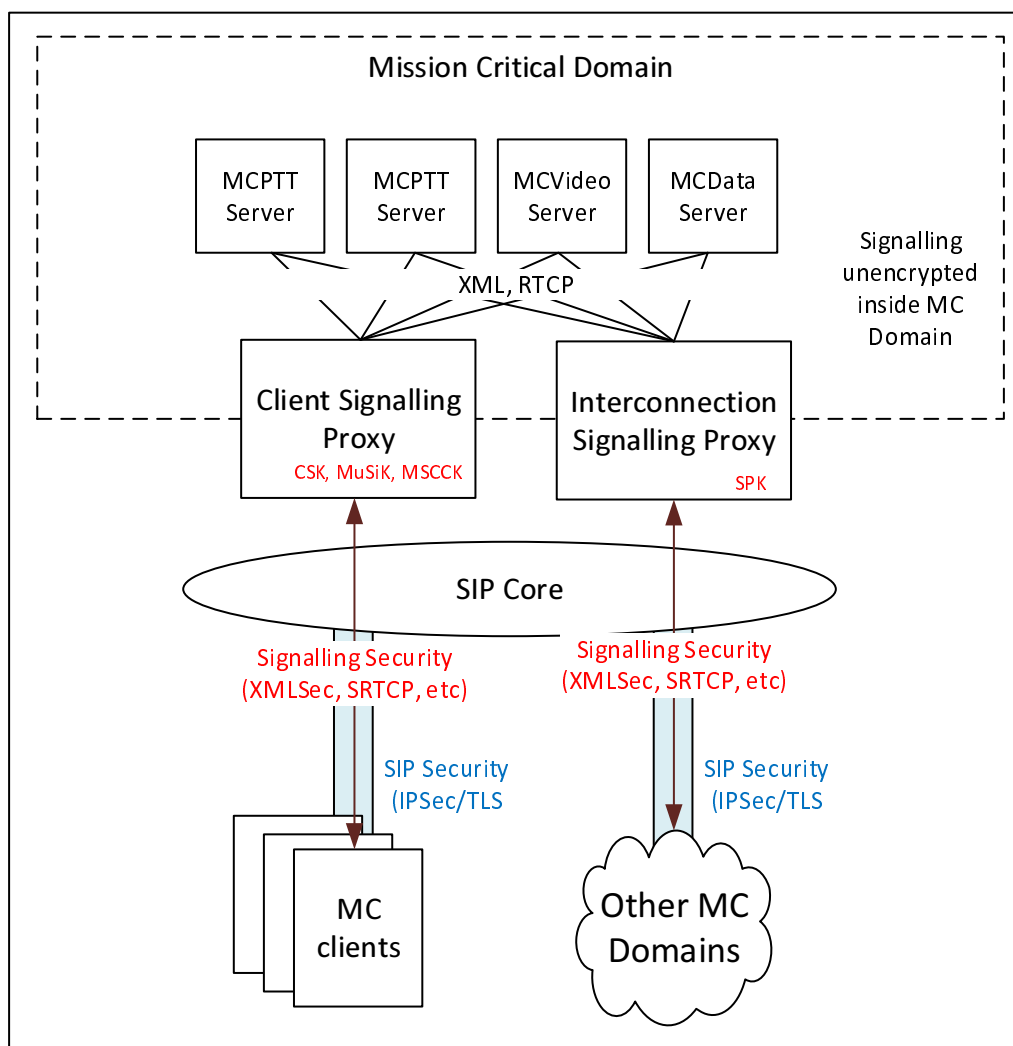 Mission Critical Domain
MCPTT
Server
MCPTT
Server
MCVideo
Server
MCData
Server
Signalling
unencrypted
inside MC
Domain
XML, RTCP
Client Signalling
Proxy
CSK, MuSiK, MSCCK
Interconnection
Signalling Proxy
SPK
SIP Core
Signalling Security
(XMLSec, SRTCP, etc)
Signalling Security
(XMLSec, SRTCP, etc)
SIP Security
(IPSec/TLS
SIP Security
(IPSec/TLS
MC
clients
Other MC
Domains